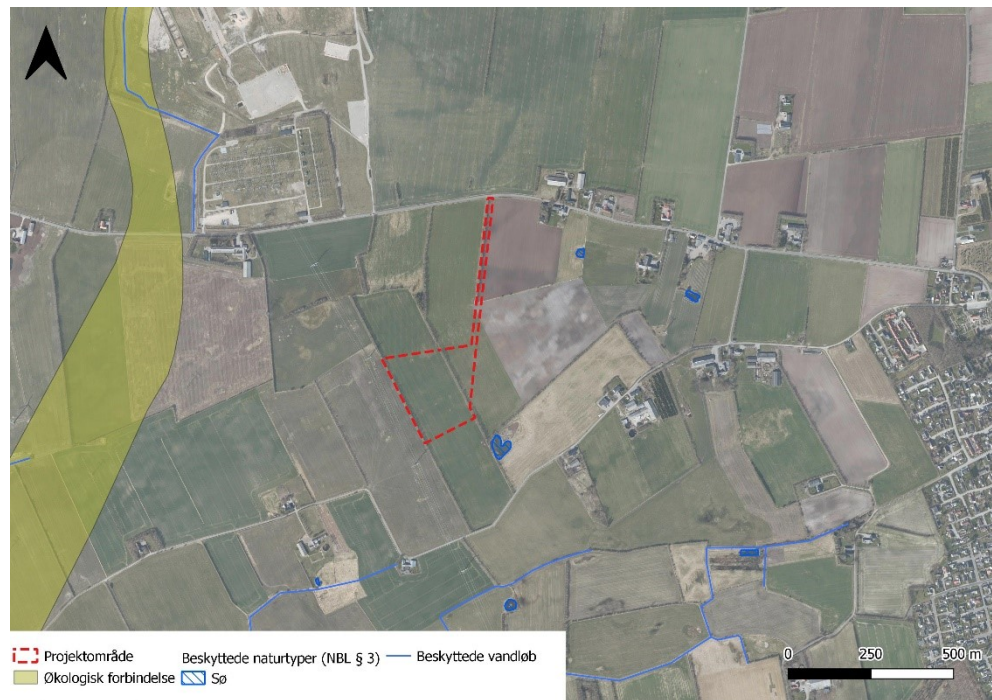 Projektområde
Økologisk forbindelse
Beskyttede naturtyper (NBL § 3)
Sø
Beskyttede vandløb
0 250 500 m